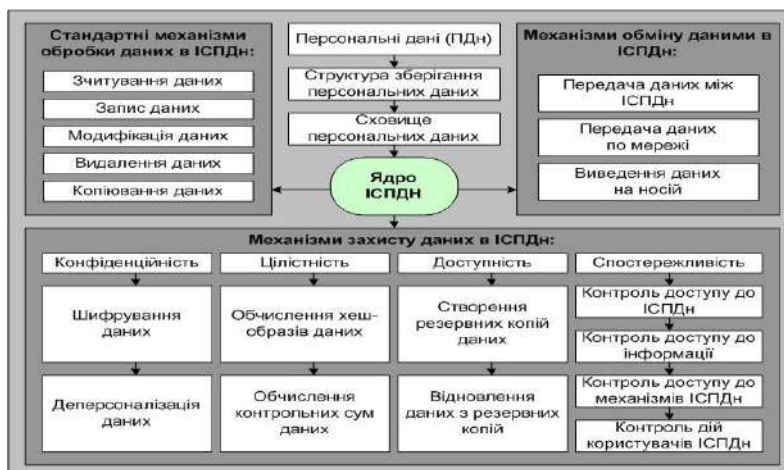 Стандартні механізми
обробки даних в ІСПДн:
Зчитування даних
Запис даних
Модифікація даних
Видалення даних
Копіювання даних
Персональні дані (ПДн)
Структура зберігання
персональних даних
Сховище
персональних даних
Ядро
ІСПДН
Механізми обміну даними в
ІСПДн:
Передача даних між
ІСПДн
Передача даних
по мережі
Виведення даних
на носій
Механізми захисту даних в ІСПДн:
Конфіденційність
Шифрування
даних
Деперсоналізація
даних
Цілістність
Обчислення хеш-
образів даних
Обчислення
контрольних сум
даних
Доступність
Створення
резервних копій
даних
Відновлення
даних з резервних
копій
Спостережливість
Контроль доступу до
ІСПДн
Контроль доступу до
інформації
Контроль доступу до
механізмів ІСПДн
Контроль дій
користувачів ІСПДн